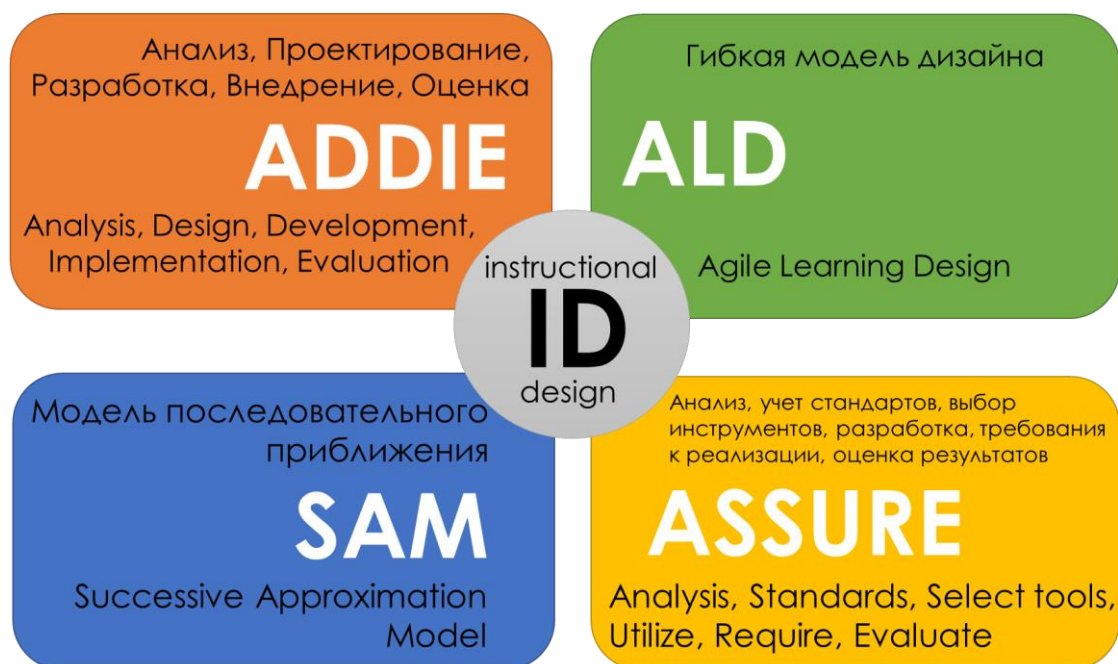 Анализ, Проектирование,
Разработка, Внедрение, Оценка
ADDIE
Analysis, Design, Development,
Implementation, Evaluation
Гибкая модель дизайна
ALD
Agile Learning Design
instructional
ID
design
Модель последовательного
приближения
SAM
Successive Approximation
Model
Анализ, учет стандартов, выбор
инструментов, разработка, требования
к реализации, оценка результатов
ASSURE
Analysis, Standards, Select tools,
Utilize, Require, Evaluate